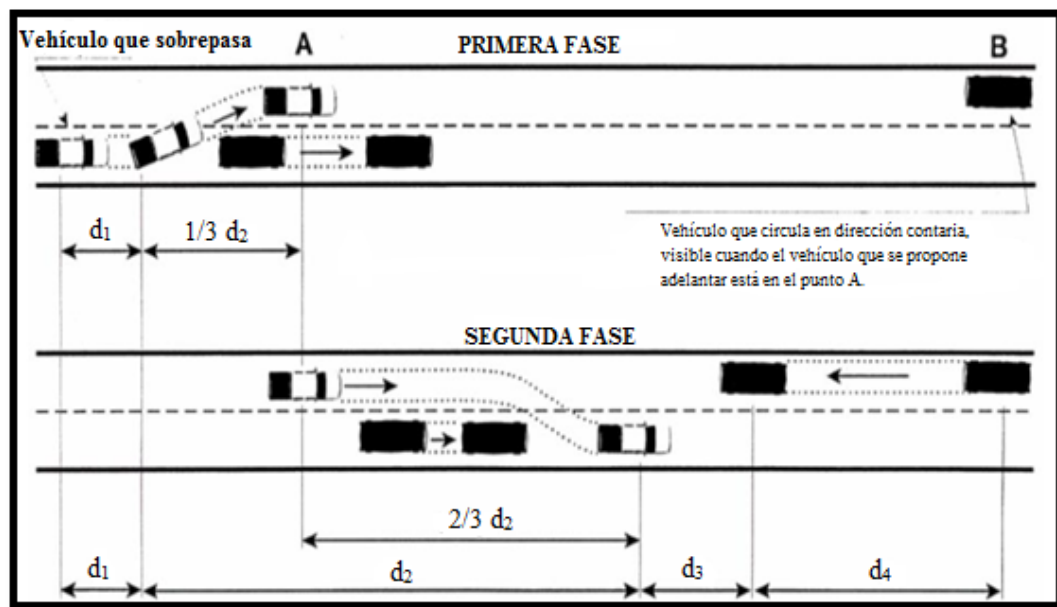 Vehículo que sobrepasa
A
PRIMERA FASE
B
d₁
1/3 d₂
Vehículo que circula en dirección contaria,
visible cuando el vehículo que se propone
adelantar está en el punto A.
SEGUNDA FASE
2/3 d₂
d₁
d₂
d₃
d₄